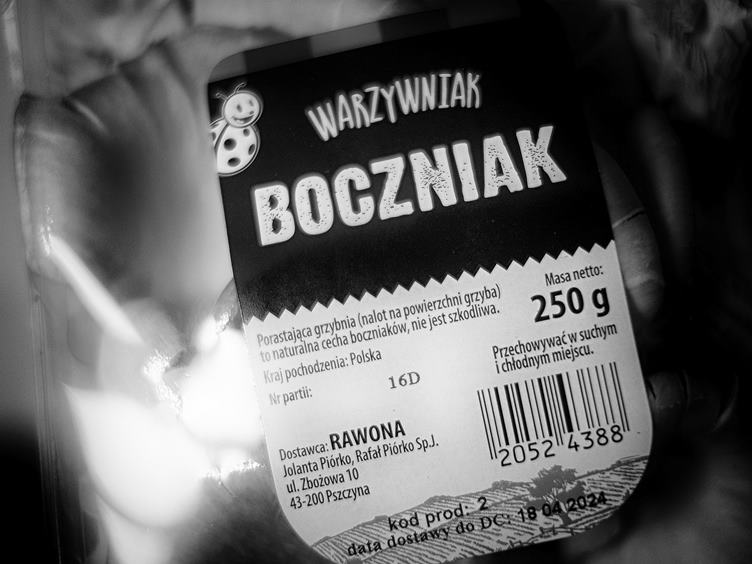 WARZYWNIAK
BOCZNIAK
Porastająca grzybnia (nalot na powierzchni grzyba)
to naturalna cecha boczniaków, nie jest szkodliwa.
Kraj pochodzenia: Polska
Nr partii: 16D
Masa netto:
250 g
Przechowywać w suchym
i chłodnym miejscu.
2052 4388
Dostawca: RAWONA
Jolanta Piórko, Rafał Piórko Sp.J.
ul. Zbożowa 10
43-200 Pszczyna
kod prod: 2
data dostawy do DC: 18 04 2024